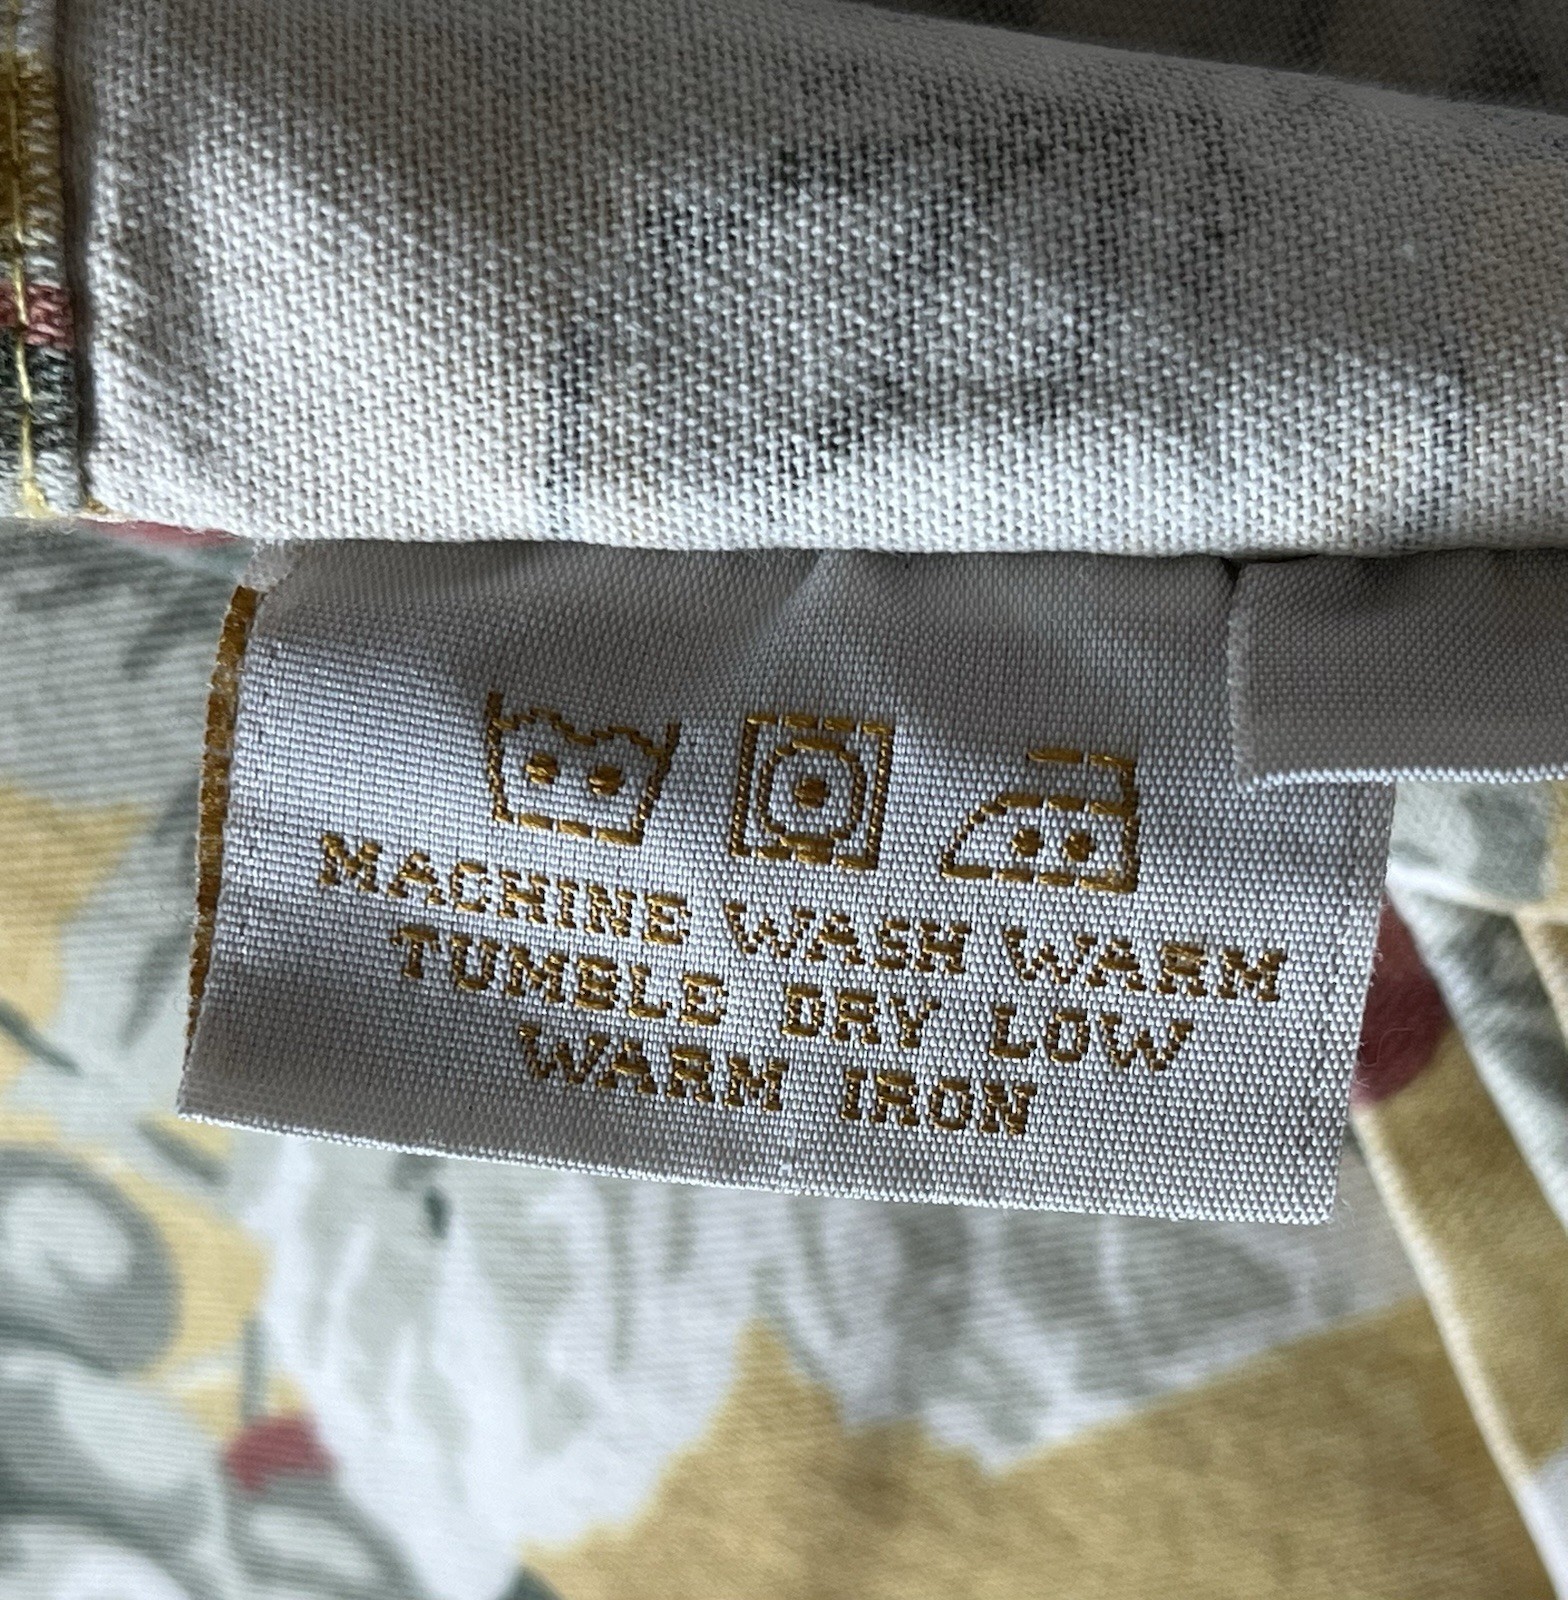 MACHINE WASH WARM
TUMBLE DRY LOW
WARM IRON